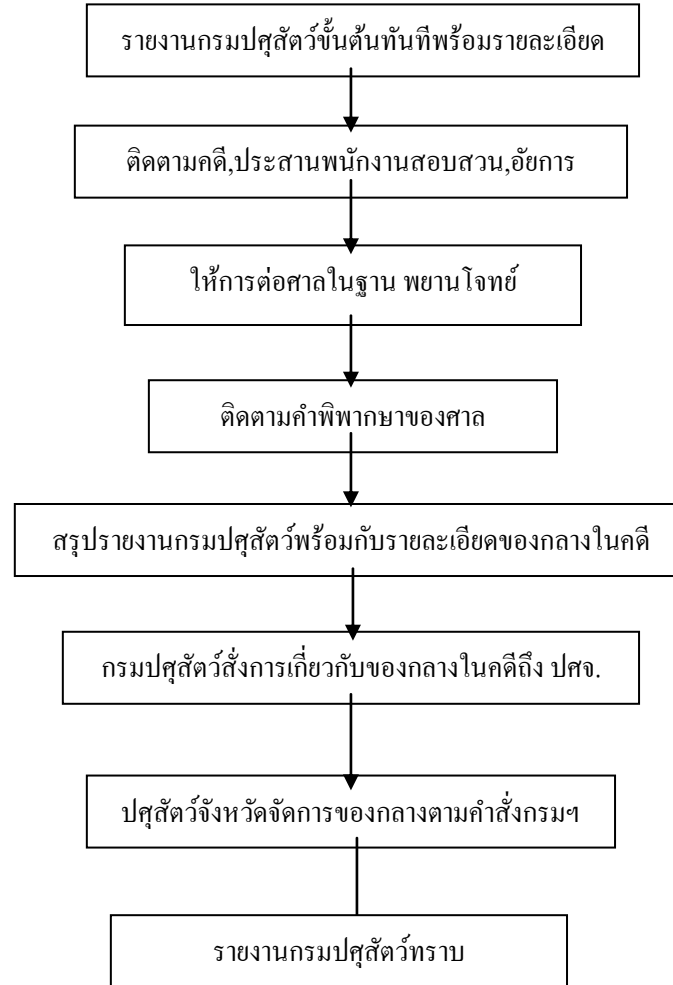 รายงานกรมปศุสัตว์ขั้นต้นทันทีพร้อมรายละเอียด
ติดตามคดี,ประสานพนักงานสอบสวน,อัยการ
ให้การต่อศาลในฐาน พยานโจทย์
ติดตามคำพิพากษาของศาล
สรุปรายงานกรมปศุสัตว์พร้อมกับรายละเอียดของกลางในคดี
กรมปศุสัตว์สั่งการเกี่ยวกับของกลางในคดีถึง ปศจ.
ปศุสัตว์จังหวัดจัดการของกลางตามคำสั่งกรมฯ
รายงานกรมปศุสัตว์ทราบ